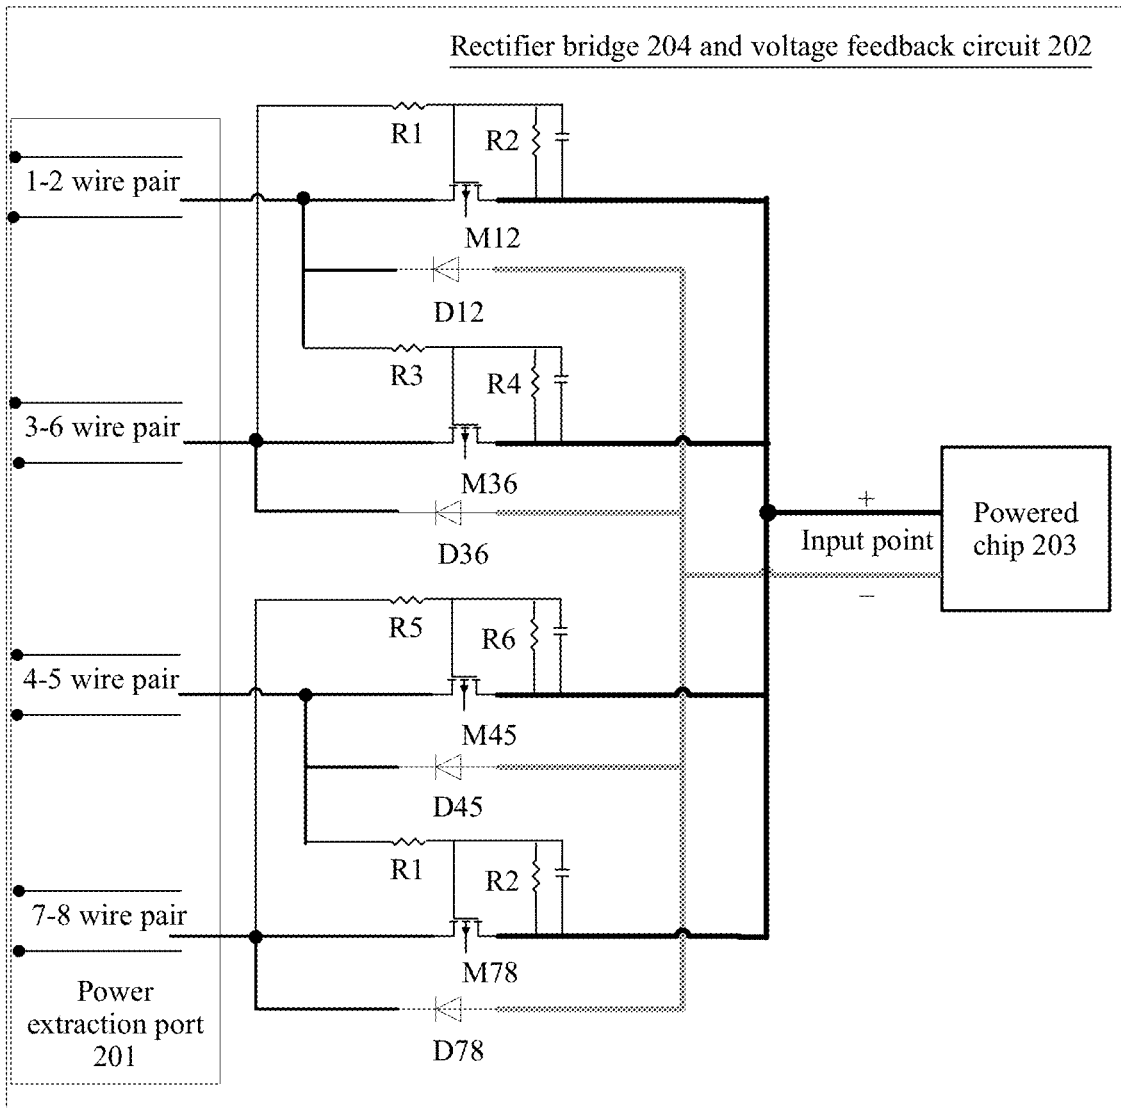 Rectifier bridge 204 and voltage feedback circuit 202
R1
R2
1-2 wire pair
M12
D12
R3
R4
3-6 wire pair
M36
D36
+
Input point
−
Powered
chip 203
R5
R6
4-5 wire pair
M45
D45
R1
R2
7-8 wire pair
M78
D78
Power
extraction port
201